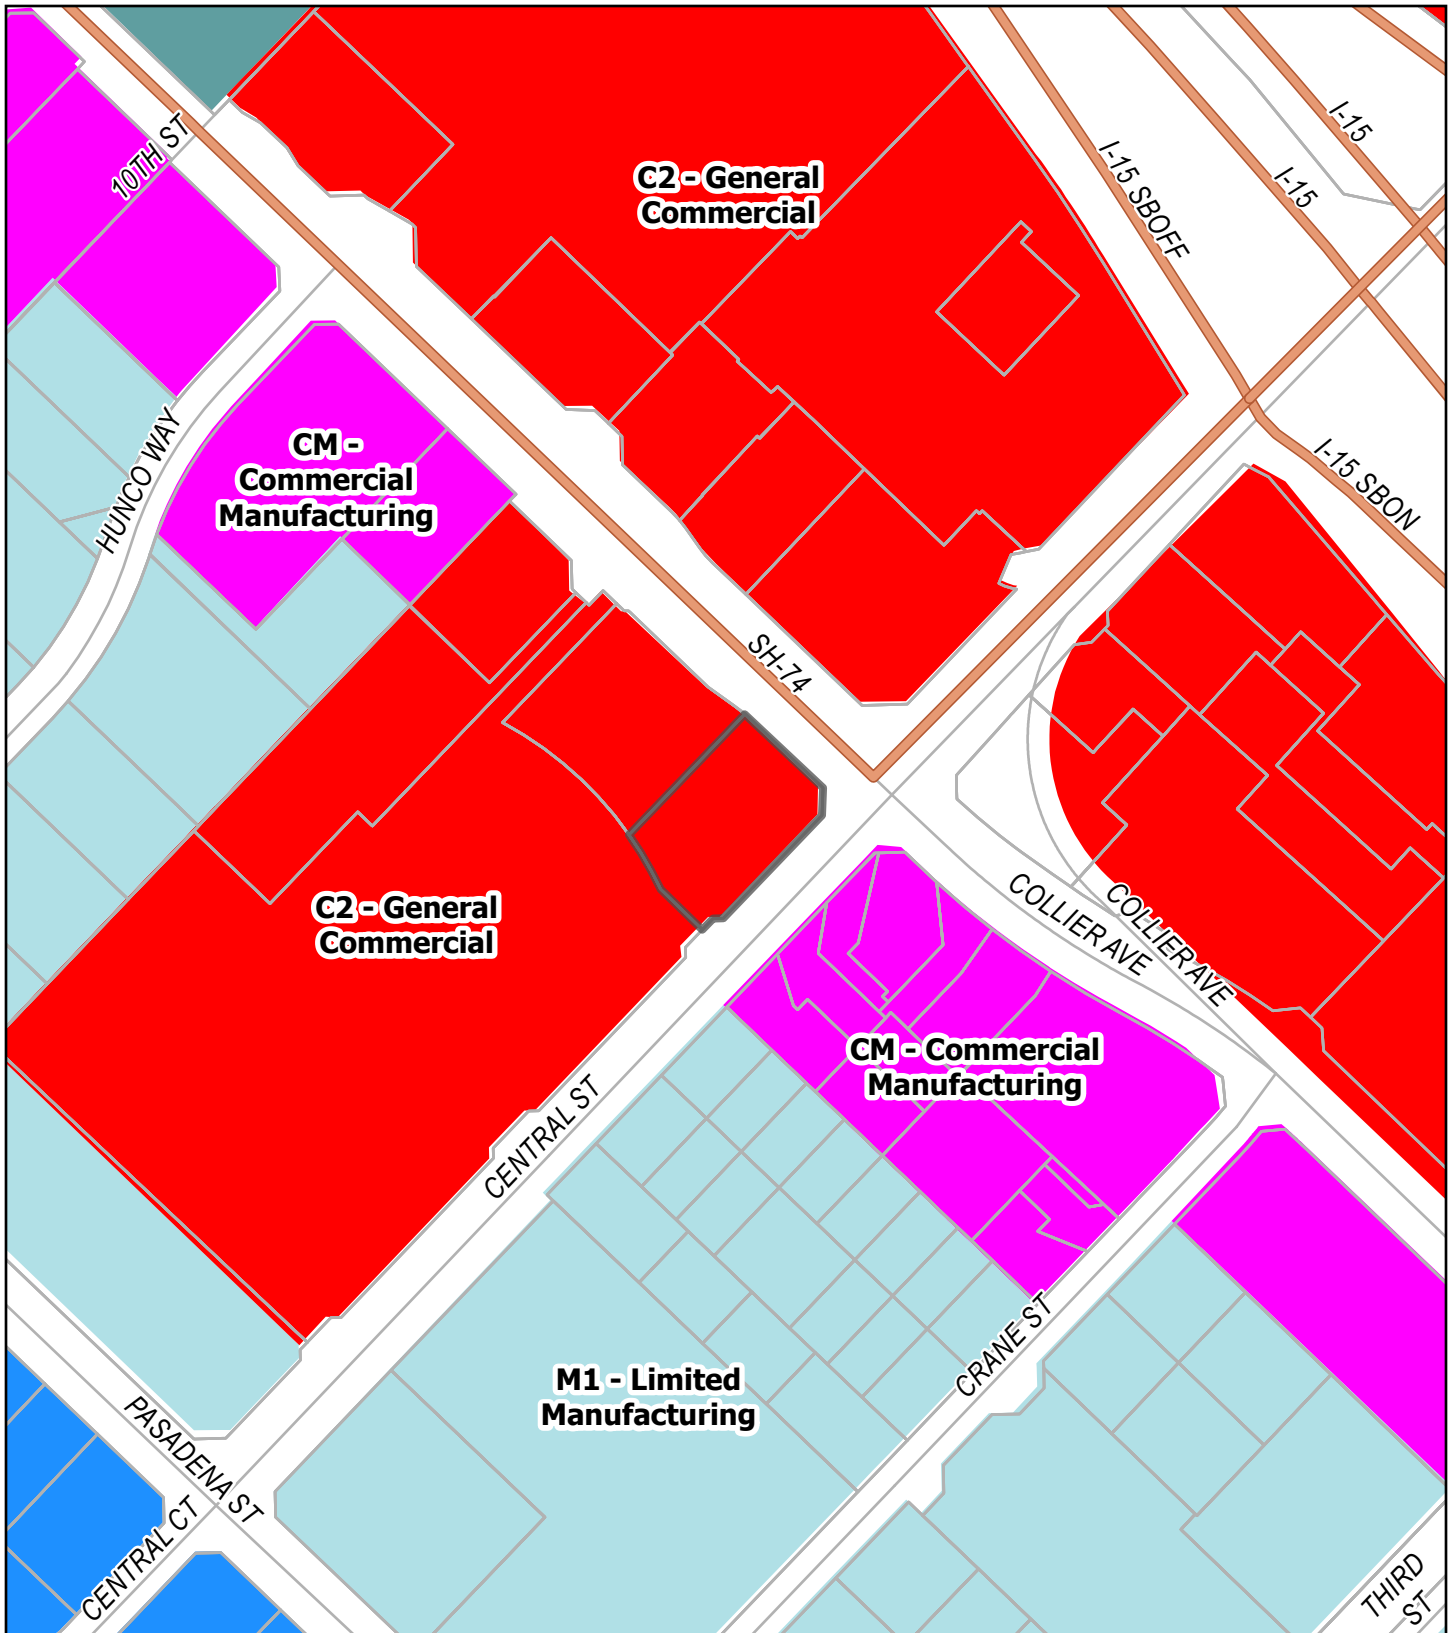 10TH ST
I-15
I-15
I-15 SBOFF
C2 - General
Commercial
HUNCO WAY
CM -
Commercial
Manufacturing
I-15 SBON
SH-74
C2 - General
Commercial
COLLIER AVE
COLLIER AVE
CM - Commercial
Manufacturing
CENTRAL ST
CRANE ST
M1 - Limited
Manufacturing
PASADENA ST
CENTRAL CT
THIRD
ST